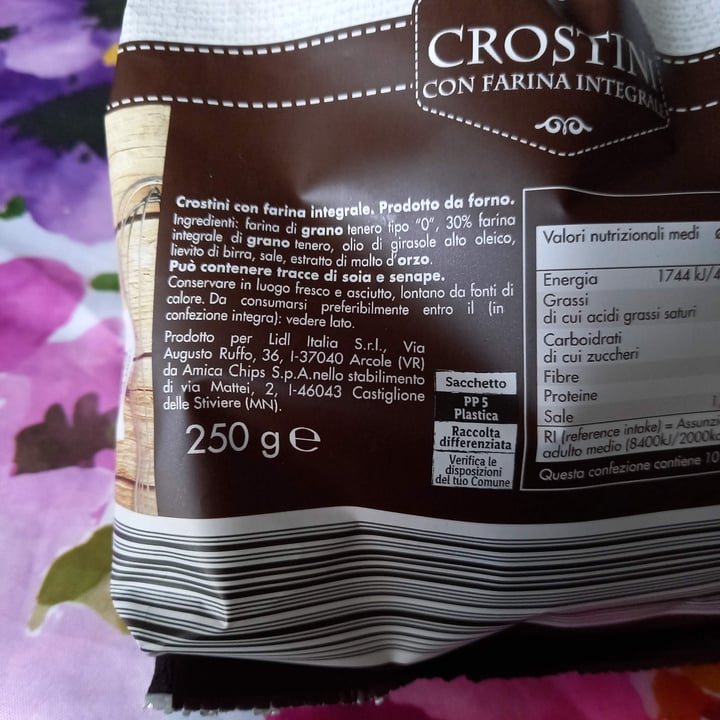 CROSTINI
CON FARINA INTEGRALE
Crostini con farina integrale. Prodotto da forno.
Ingredienti: farina di grano tenero tipo "0", 30% farina
integrale di grano tenero, olio di girasole alto oleico,
lievito di birra, sale, estratto di malto d'orzo.
Può contenere tracce di soia e senape.
Conservare in luogo fresco e asciutto, lontano da fonti di
calore. Da consumarsi preferibilmente entro il (in
confezione integra): vedere lato.
Prodotto per Lidl Italia S.r.l., Via
Augusto Ruffo, 36, I-37040 Arcole (VR)
da Amica Chips S.p.A.nello stabilimento
di via Mattei, 2, I-46043 Castiglione
delle Stiviere (MN).
250 g e
Sacchetto
PP 5
Plastica
Raccolta
differenziata
Verifica le
disposizioni
del tuo Comune
Valori nutrizionali medi
Energia 1744 kJ/4
Grassi
di cui acidi grassi saturi
Carboidrati
di cui zuccheri
Fibre
Proteine
Sale
RI (reference intake) = Assunzi
adulto medio (8400kJ/2000k
Questa confezione contiene 10